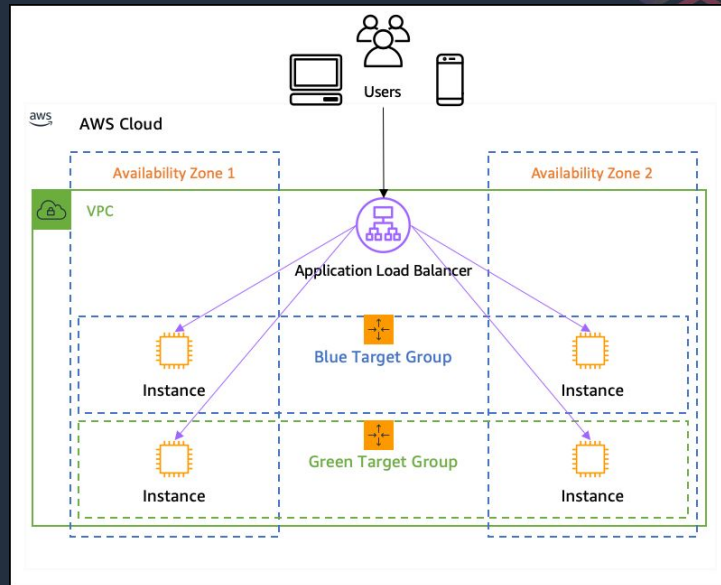 Users
aws
AWS Cloud
Availability Zone 1
Availability Zone 2
VPC
Application Load Balancer
Blue Target Group
Instance
Instance
Green Target Group
Instance
Instance